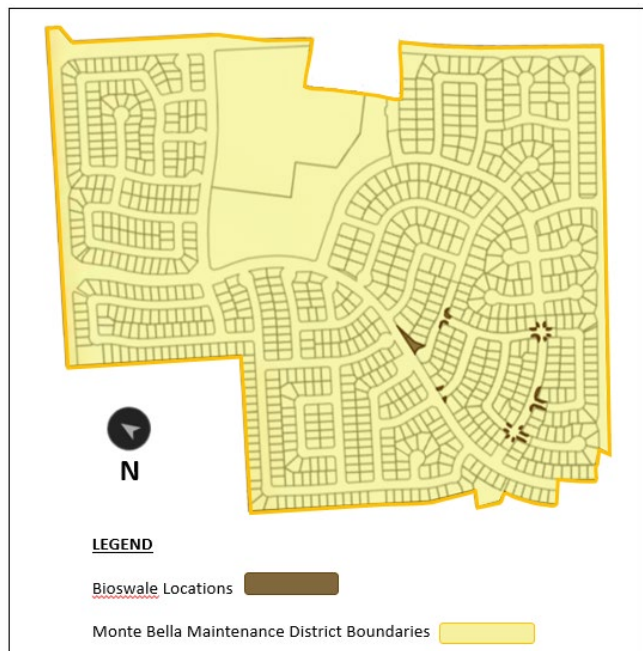 N
LEGEND
Bioswale Locations
Monte Bella Maintenance District Boundaries